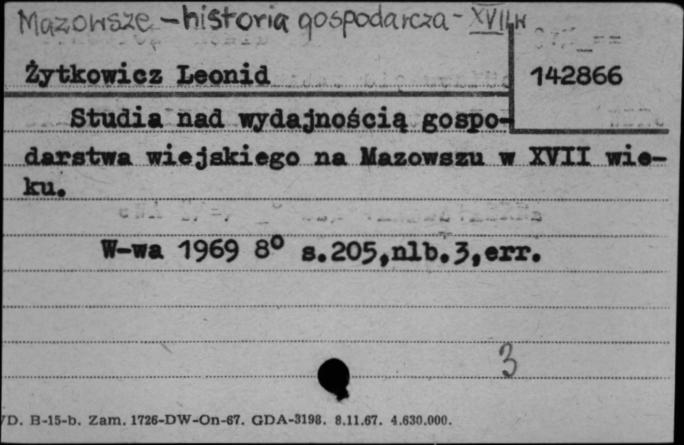 Mazowsze - historia gospodarcza - XVII w
Żytkowicz Leonid
142866
Studia nad wydajnością gospo-
darstwa wiejskiego na Mazowszu w XVII wie-
ku.
W-wa 1969 8° s.205,nlb.3,err.
3
/D. B-15-b. Zam. 1726-DW-On-67. GDA-3198. 8.11.67. 4.630.000.